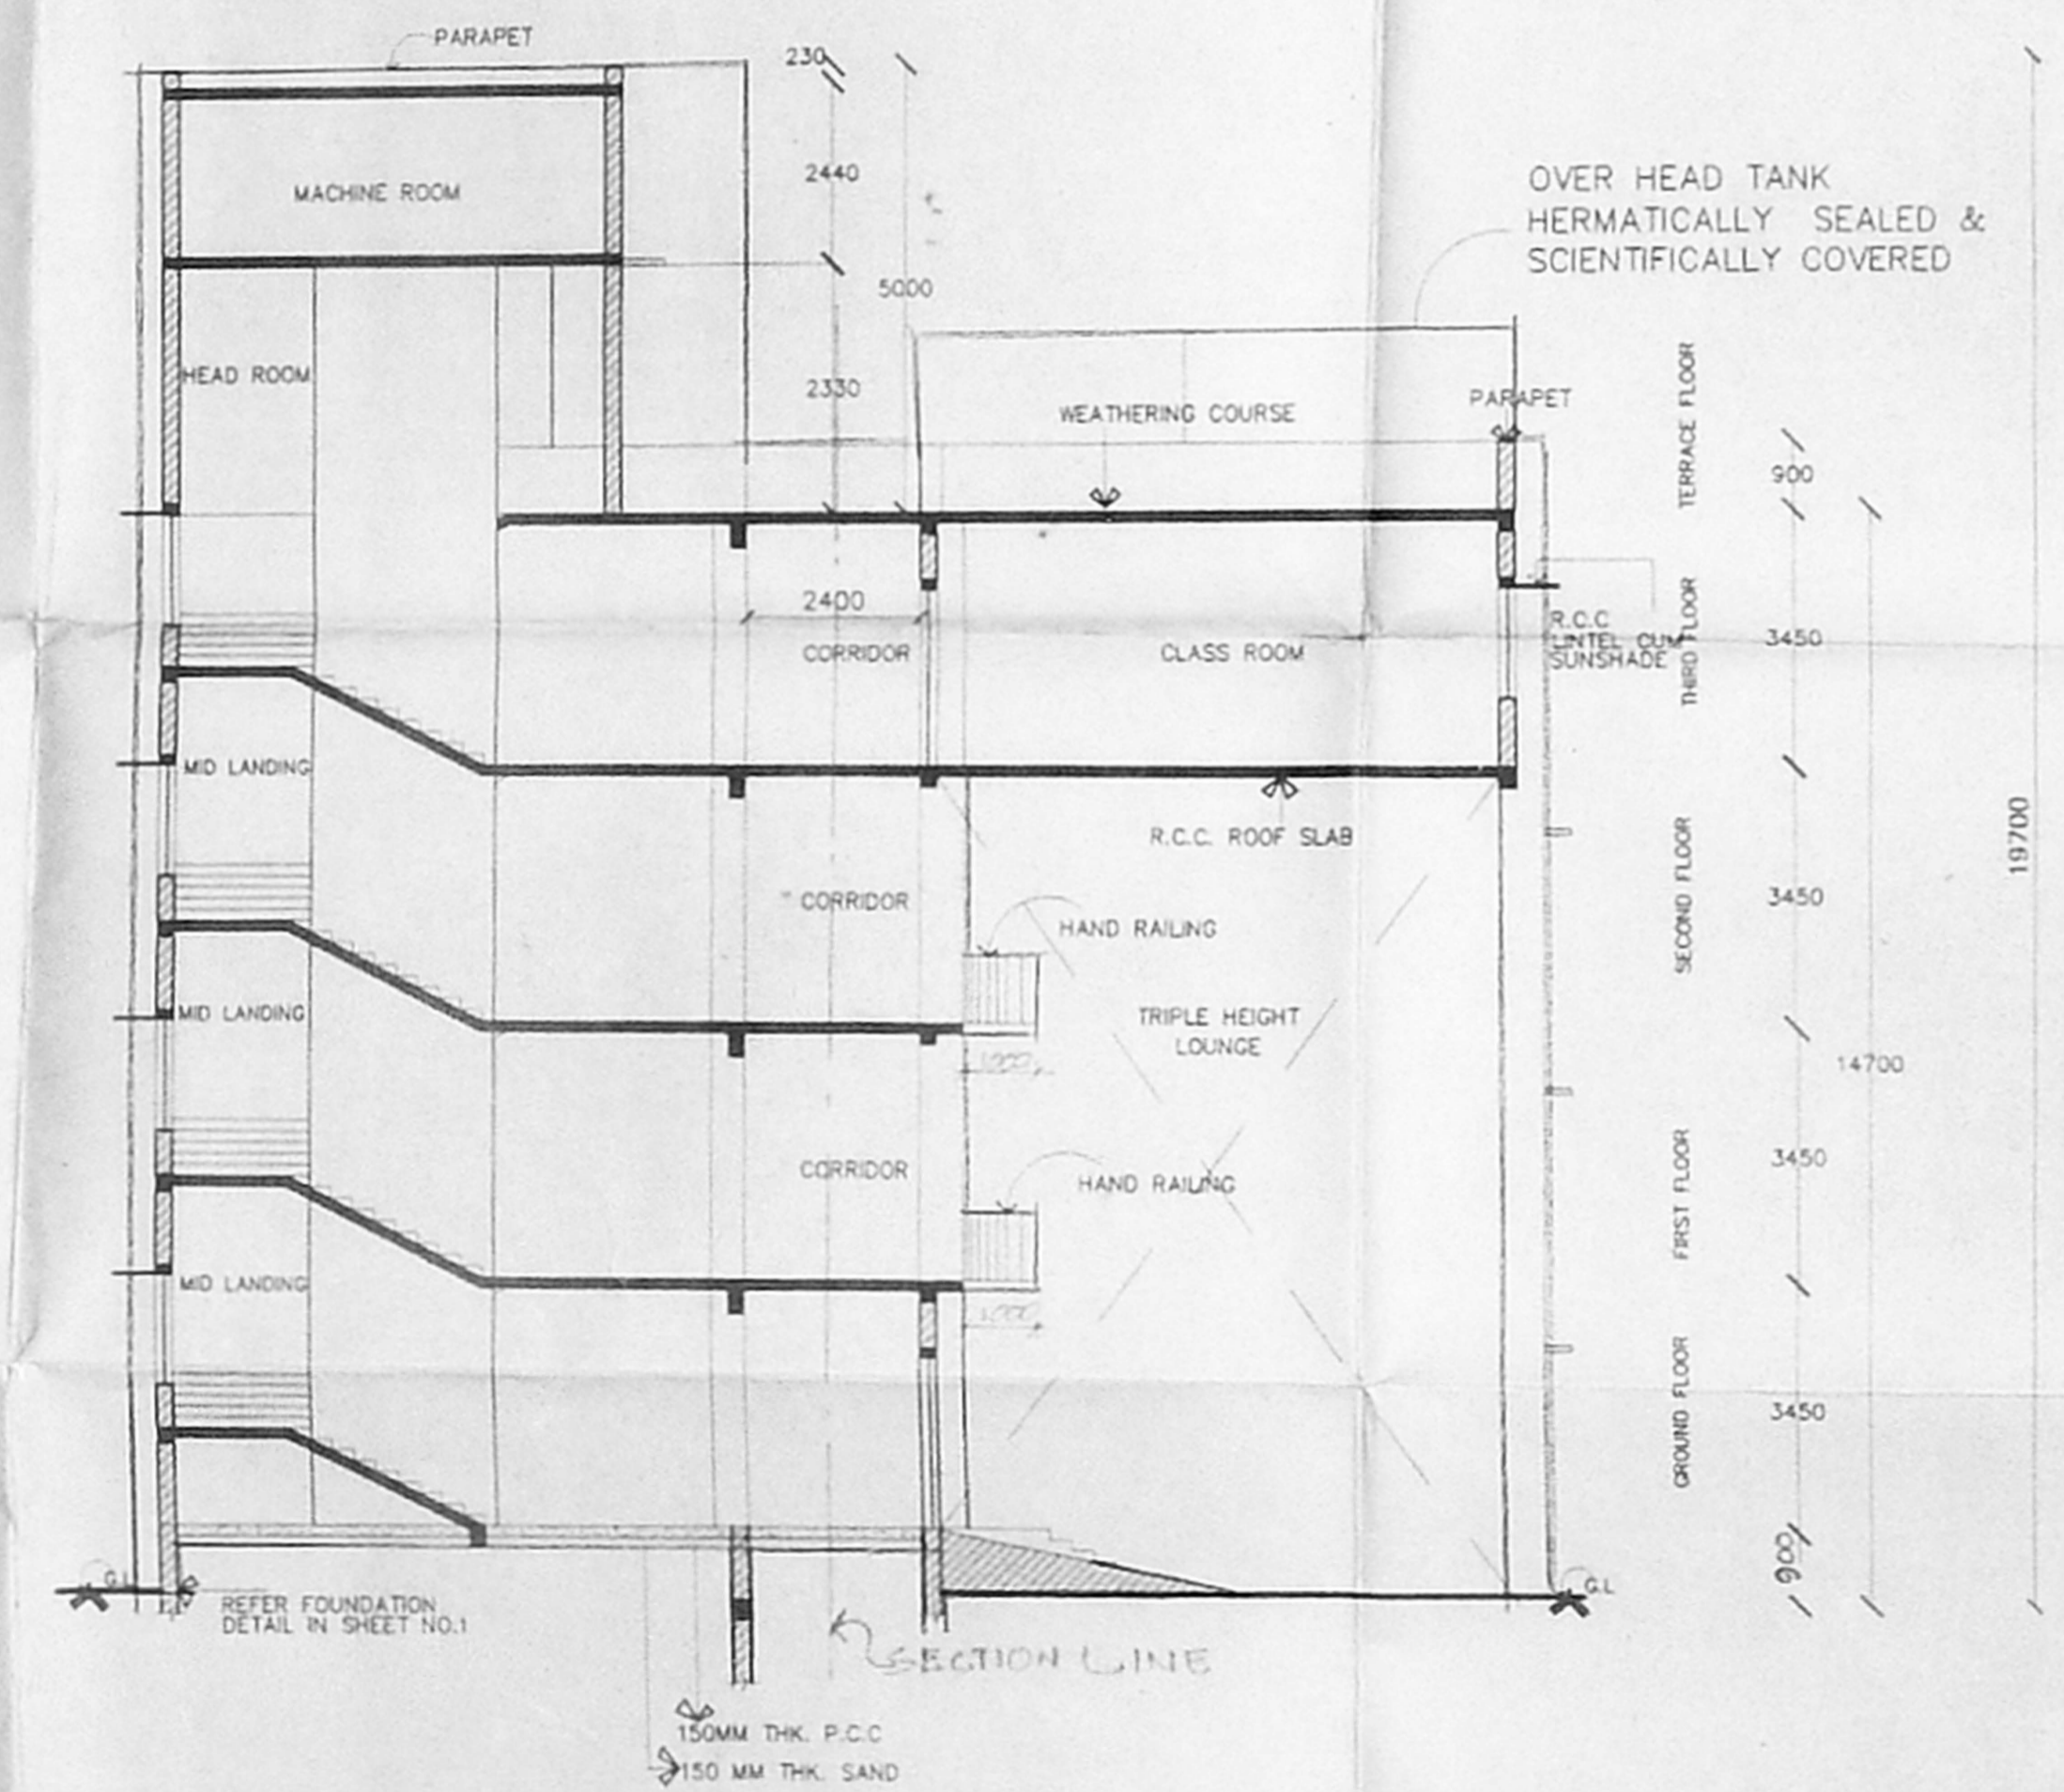 PARAPET
230
2440
MACHINE ROOM
OVER HEAD TANK
HERMATICALLY SEALED &
SCIENTIFICALLY COVERED
5000
HEAD ROOM
2330
WEATHERING COURSE
PARAPET
TERRACE FLOOR
900
2400
CORRIDOR
CLASS ROOM
R.C.C
LINTEL CUM
SUNSHADE
THIRD FLOOR
3450
MID LANDING
R.C.C. ROOF SLAB
19700
CORRIDOR
HAND RAILING
SECOND FLOOR
3450
MID LANDING
TRIPLE HEIGHT
LOUNGE
1000
14700
CORRIDOR
HAND RAILING
FIRST FLOOR
3450
MID LANDING
1000
GROUND FLOOR
3450
900
G.L
G.L
REFER FOUNDATION
DETAIL IN SHEET NO.1
SECTION LINE
150MM THK. P.C.C
150 MM THK. SAND